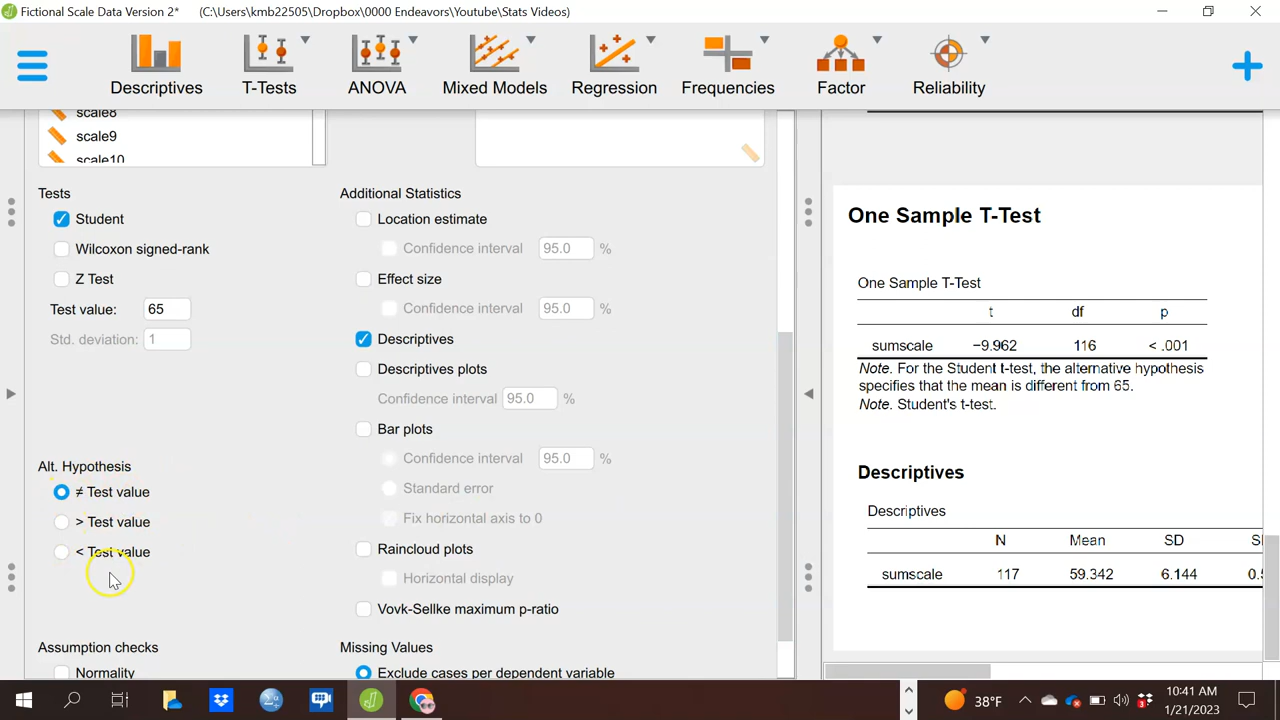 Fictional Scale Data Version 2* (C:\Users\kmb22505\Dropbox\0000 Endeavors\Youtube\Stats Videos)
Descriptives T-Tests ANOVA Mixed Models Regression Frequencies Factor Reliability
scale8
scale9
scale10
Tests
Student
Wilcoxon signed-rank
Z Test
Test value: 65
Std. deviation: 1
Alt. Hypothesis
≠ Test value
> Test value
< Test value
Assumption checks
Normality
Additional Statistics
Location estimate
Confidence interval 95.0 %
Effect size
Confidence interval 95.0 %
Descriptives
Descriptives plots
Confidence interval 95.0 %
Bar plots
Confidence interval 95.0 %
Standard error
Fix horizontal axis to 0
Raincloud plots
Horizontal display
Vovk-Sellke maximum p-ratio
Missing Values
Exclude cases per dependent variable
One Sample T-Test
One Sample T-Test
t df p
sumscale −9.962 116 < .001
Note. For the Student t-test, the alternative hypothesis
specifies that the mean is different from 65.
Note. Student's t-test.
Descriptives
Descriptives
N Mean SD
sumscale 117 59.342 6.144
38°F
10:41 AM
1/21/2023